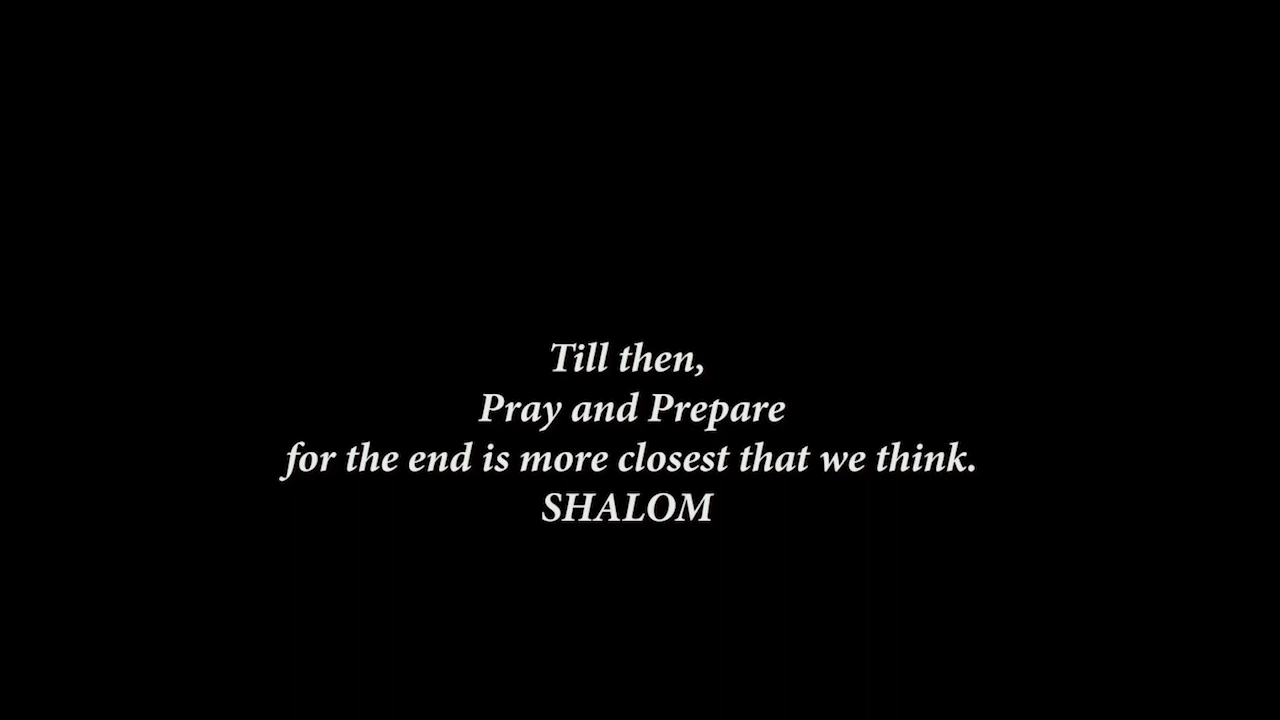 Till then,
Pray and Prepare
for the end is more closest that we think.
SHALOM